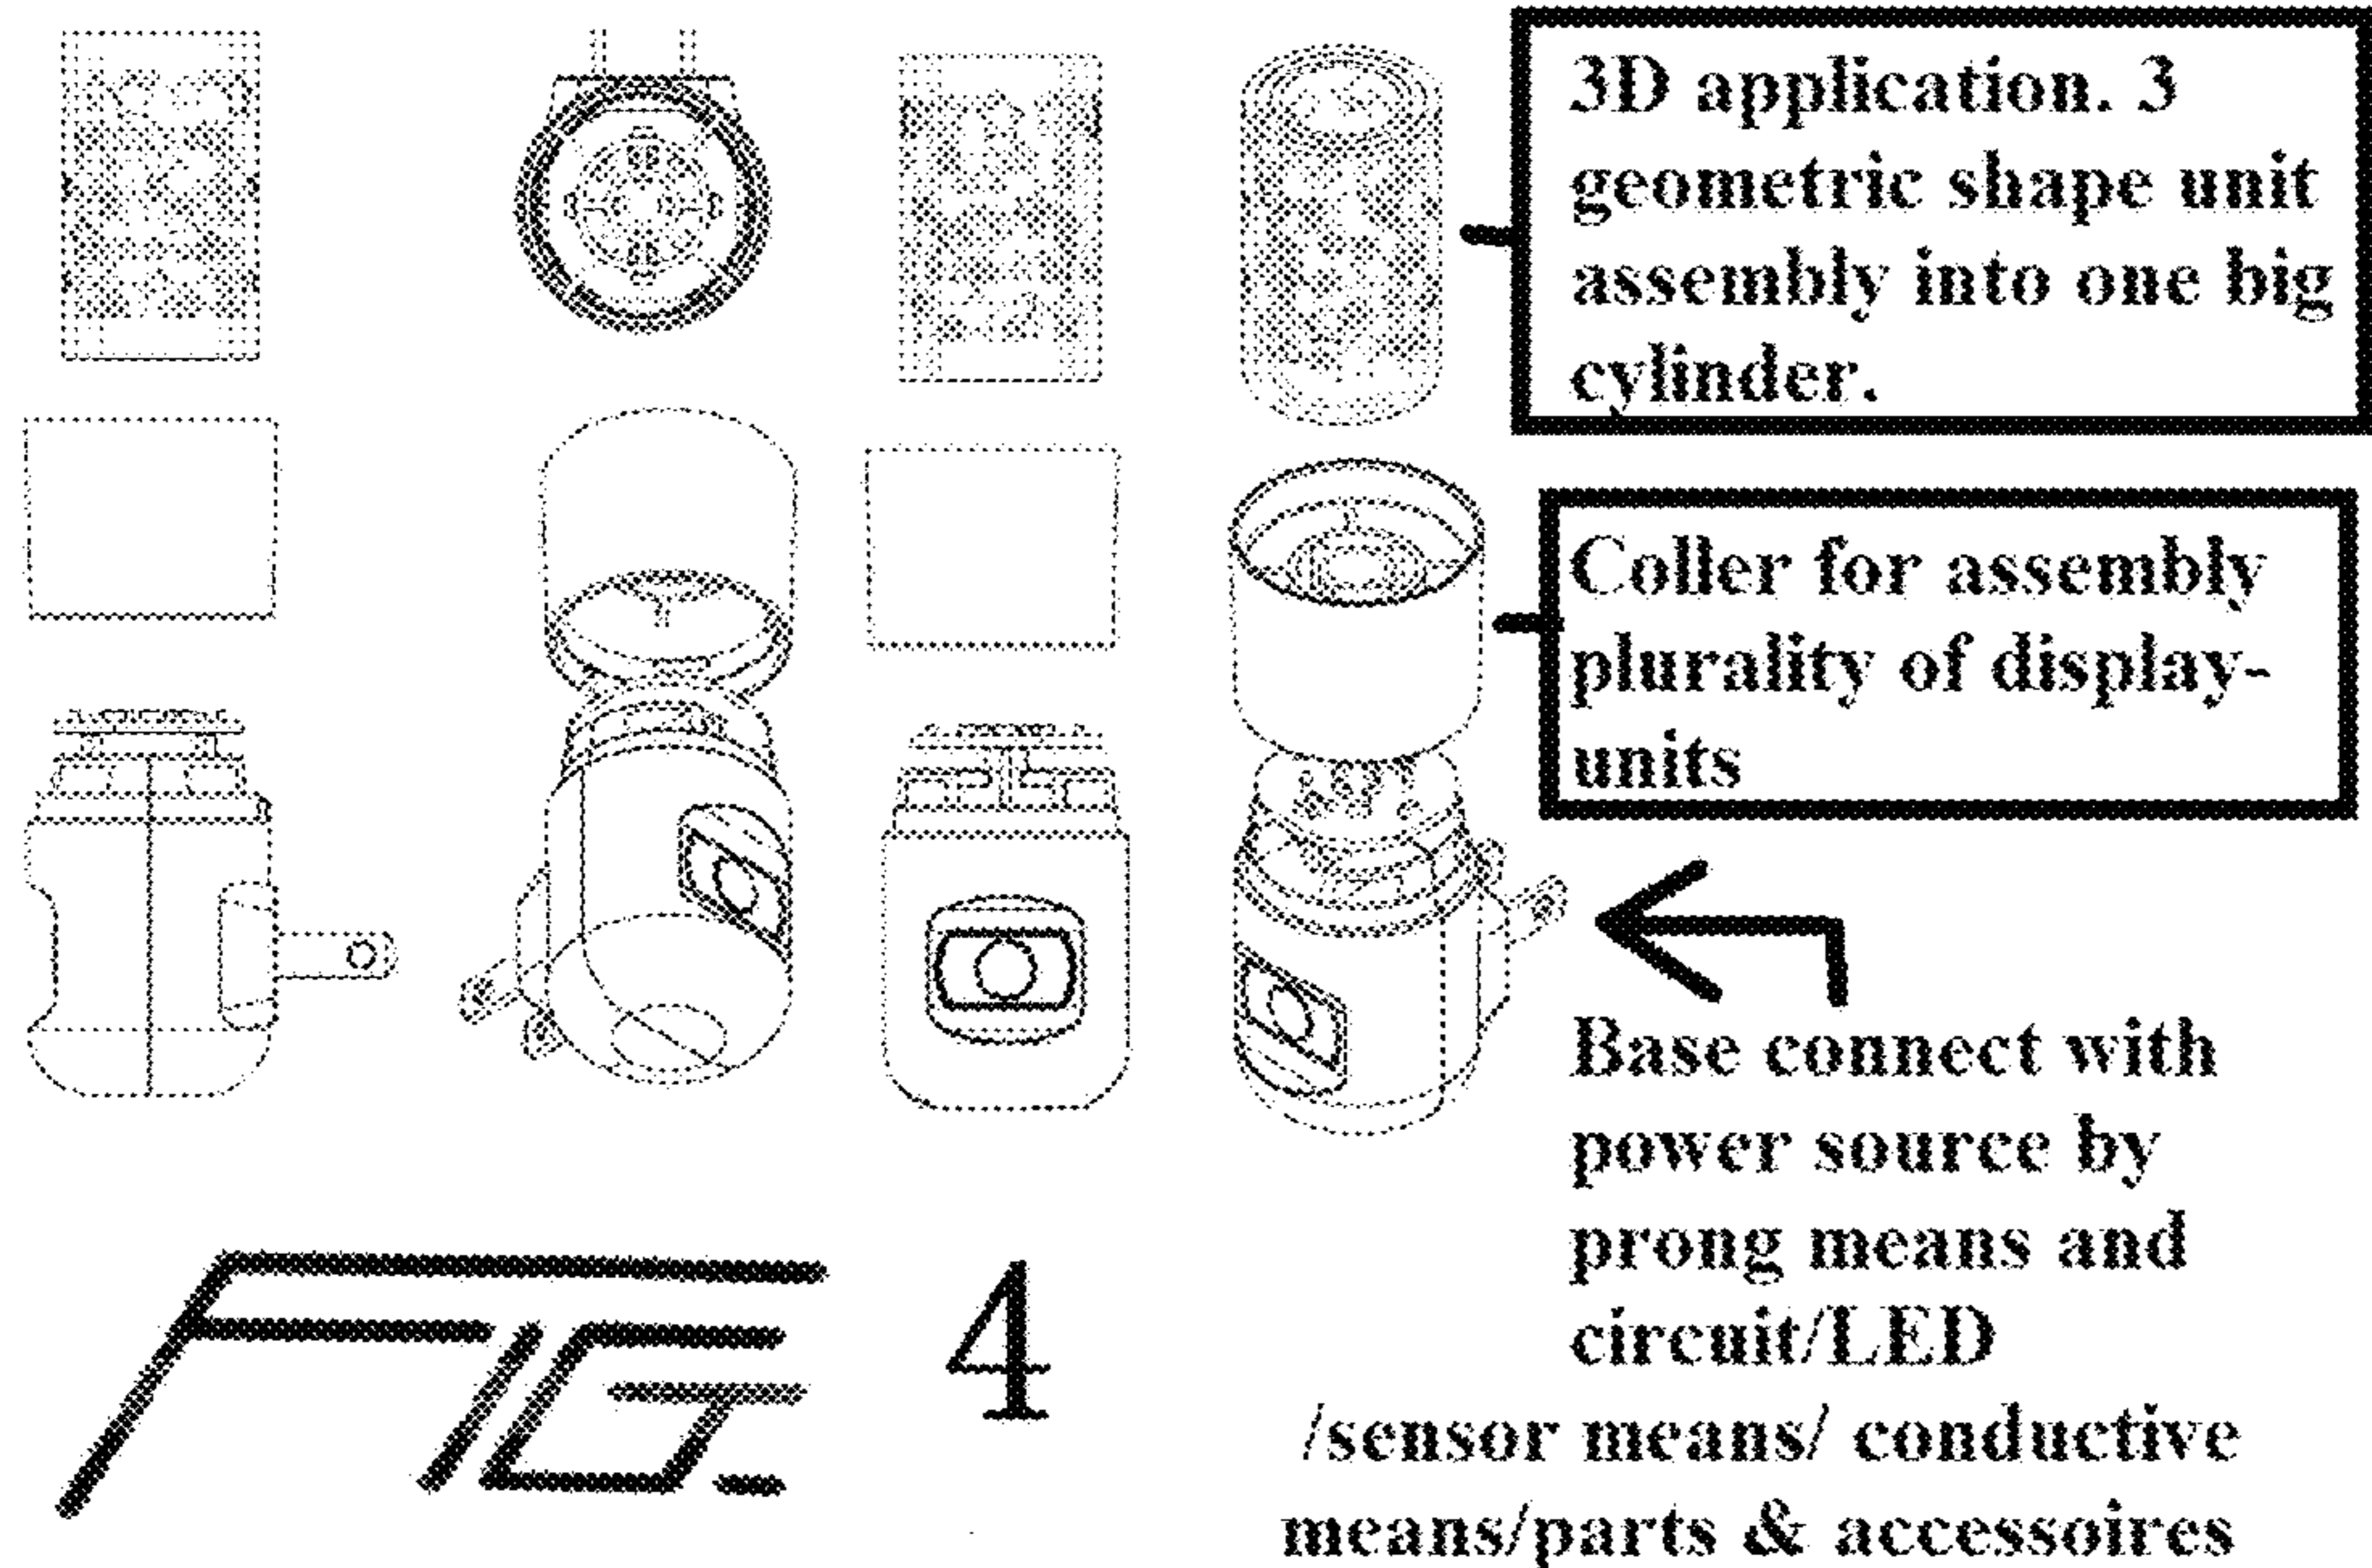 3D application. 3
geometric shape unit
assembly into one big
cylinder.
Coller for assembly
plurality of display-
units
Base connect with
power source by
prong means and
circuit/LED
/sensor means/ conductive
means/parts & accessoires
FIG. 4